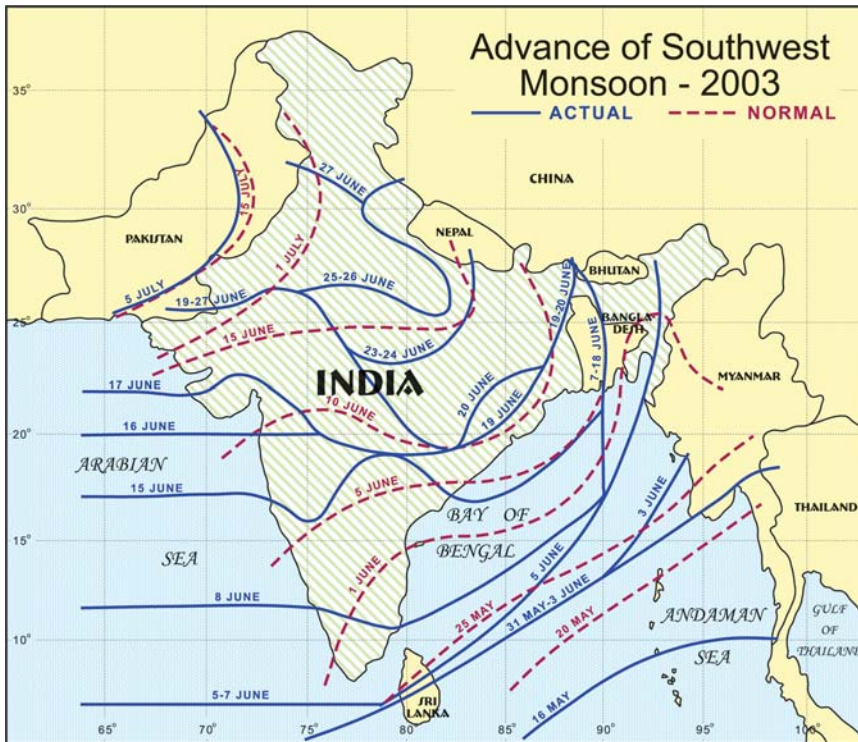 Advance of Southwest
Monsoon - 2003
ACTUAL
NORMAL
35°
30°
25°
20°
15°
10°
CHINA
PAKISTAN
NEPAL
BHUTAN
BANGLA-
DESH
INDIA
MYANMAR
THAILAND
ARABIAN
SEA
BAY OF
BENGAL
ANDAMAN
SEA
GULF
OF
THAILAND
SRI
LANKA
27 JUNE
15 JULY
1 JULY
5 JULY
25-26 JUNE
19-27 JUNE
15 JUNE
23-24 JUNE
19-20 JUNE
7-18 JUNE
17 JUNE
10 JUNE
20 JUNE
19 JUNE
16 JUNE
15 JUNE
5 JUNE
3 JUNE
1 JUNE
8 JUNE
25 MAY
5 JUNE
31 MAY-3 JUNE
20 MAY
5-7 JUNE
16 MAY
65°
70°
75°
80°
85°
90°
95°
100°